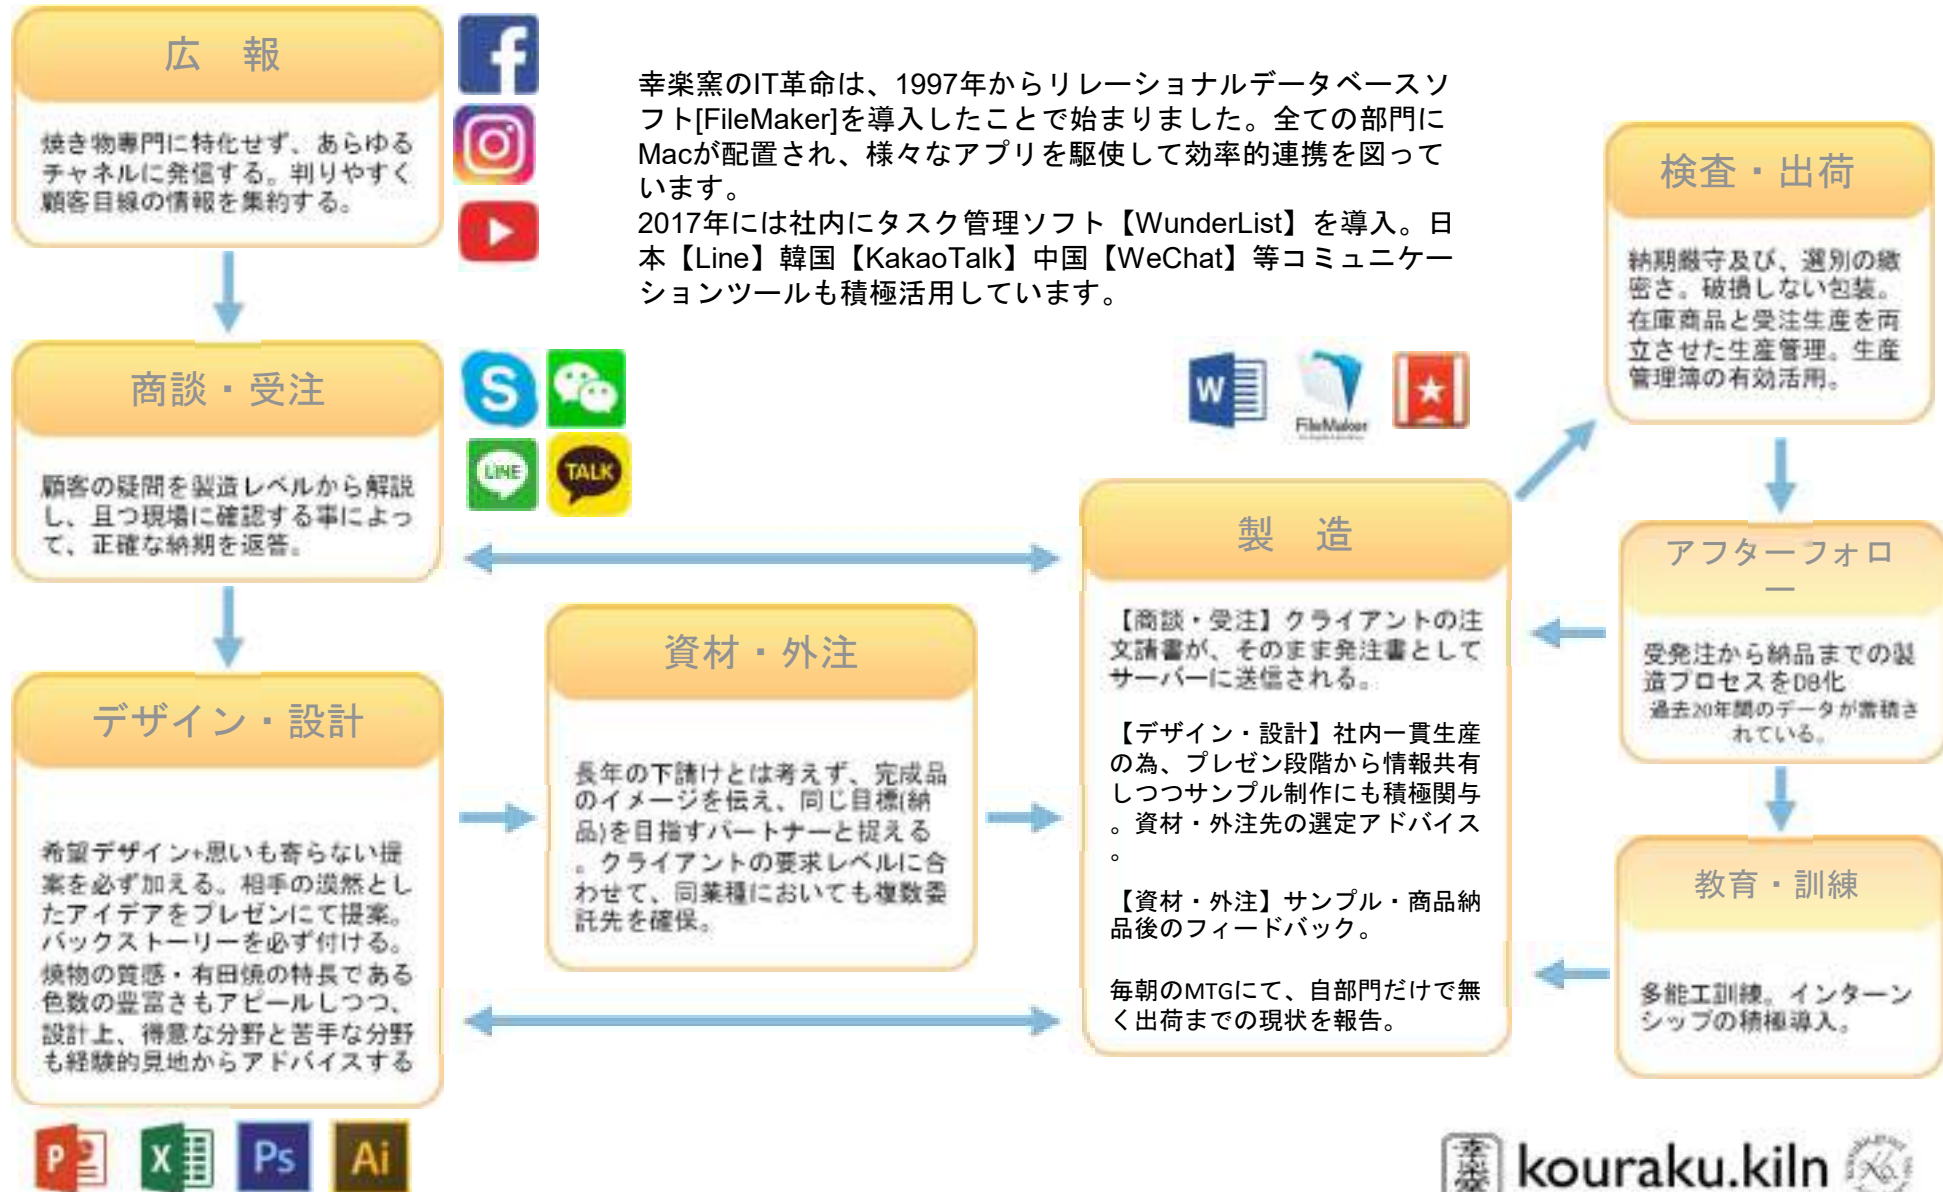 広　報
焼き物専門に特化せず、あらゆる
チャネルに発信する。判りやすく
顧客目線の情報を集約する。
幸楽窯のIT革命は、1997年からリレーショナルデータベースソ
フト[FileMaker]を導入したことで始まりました。全ての部門に
Macが配置され、様々なアプリを駆使して効率的連携を図って
います。
2017年には社内にタスク管理ソフト【WunderList】を導入。日
本【Line】韓国【KakaoTalk】中国【WeChat】等コミュニケー
ションツールも積極活用しています。
商談・受注
顧客の疑問を製造レベルから解説
し、且つ現場に確認する事によっ
て、正確な納期を返答。
S
LINE
TALK
デザイン・設計
希望デザイン+思いも寄らない提
案を必ず加える。相手の漠然とし
たアイデアをプレゼンにて提案。
バックストーリーを必ず付ける。
焼物の質感・有田焼の特長である
色数の豊富さもアピールしつつ、
設計上、得意な分野と苦手な分野
も経験的見地からアドバイスする
P
X
Ps
Ai
資材・外注
長年の下請けとは考えず、完成品
のイメージを伝え、同じ目標(納
品)を目指すパートナーと捉える
。クライアントの要求レベルに合
わせて、同業種においても複数委
託先を確保。
W
FileMaker
製　造
【商談・受注】クライアントの注
文請書が、そのまま発注書として
サーバーに送信される。
【デザイン・設計】社内一貫生産
の為、プレゼン段階から情報共有
しつつサンプル制作にも積極関与
。資材・外注先の選定アドバイス
。
【資材・外注】サンプル・商品納
品後のフィードバック。
毎朝のMTGにて、自部門だけで無
く出荷までの現状を報告。
検査・出荷
納期厳守及び、選別の緻
密さ。破損しない包装。
在庫商品と受注生産を両
立させた生産管理。生産
管理簿の有効活用。
アフターフォロ
ー
受発注から納品までの製
造プロセスをDB化
過去20年間のデータが蓄積さ
れている。
教育・訓練
多能工訓練。インターン
シップの積極導入。
幸楽窯
kouraku.kiln